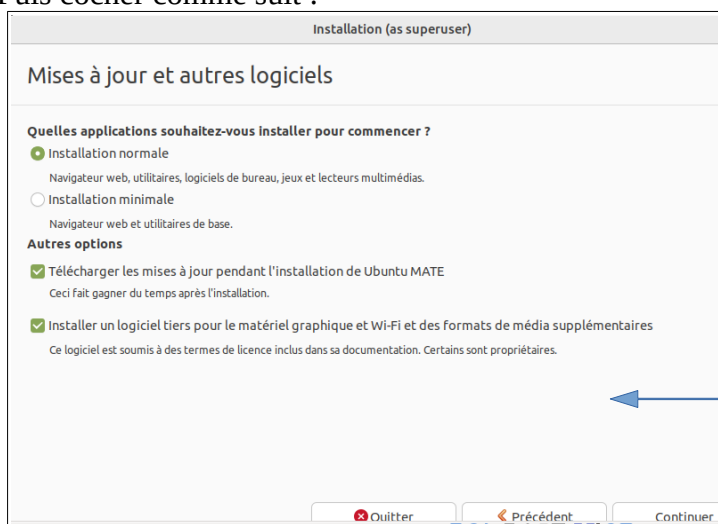 Puis cocher comme suit :
Installation (as superuser)
Mises à jour et autres logiciels
Quelles applications souhaitez-vous installer pour commencer ?
Installation normale
Navigateur web, utilitaires, logiciels de bureau, jeux et lecteurs multimédias.
Installation minimale
Navigateur web et utilitaires de base.
Autres options
Télécharger les mises à jour pendant l'installation de Ubuntu MATE
Ceci fait gagner du temps après l'installation.
Installer un logiciel tiers pour le matériel graphique et Wi-Fi et des formats de média supplémentaires
Ce logiciel est soumis à des termes de licence inclus dans sa documentation. Certains sont propriétaires.
Quitter Précédent Continuer